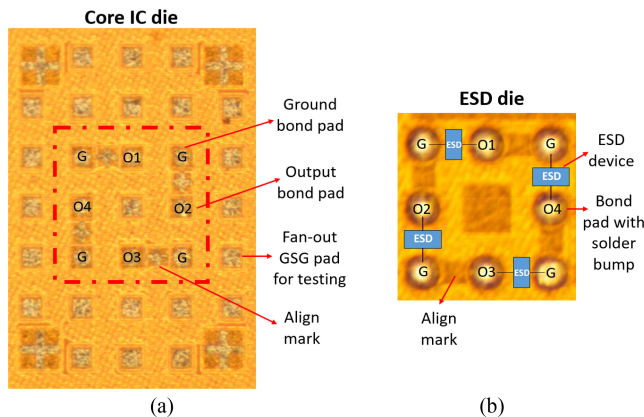 Core IC die
Ground
bond pad
Output
bond pad
Fan-out
GSG pad
for testing
Align
mark
G O1 G
O4 O2
G O3 G
(a)
ESD die
ESD
device
Bond
pad with
solder
bump
Align
mark
G ESD O1 G
ESD
O2 O4
ESD
G O3 ESD G
(b)